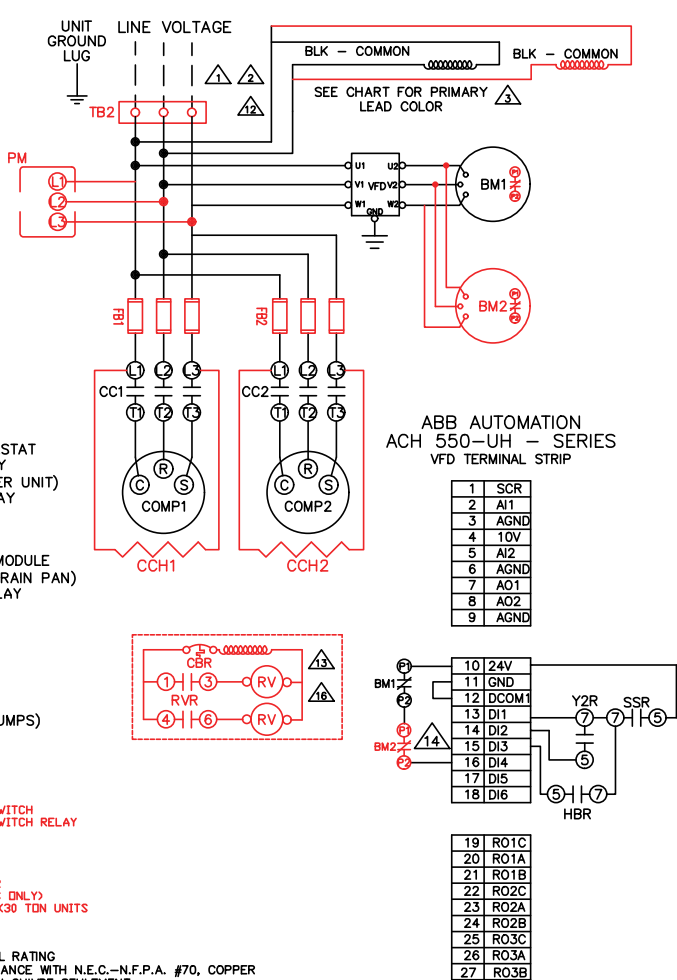 UNIT
GROUND
LUG
LINE VOLTAGE
BLK - COMMON
BLK - COMMON
1
2
12
SEE CHART FOR PRIMARY
LEAD COLOR
3
TB2
PM
L1
L2
L3
U1
U2
V1
VFD
V2
W1
W2
GND
BM1
P1
P2
BM2
P1
P2
FB1
FB2
L1
L2
L3
L1
L2
L3
CC1
CC2
T1
T2
T3
T1
T2
T3
C
R
S
COMP1
C
R
S
COMP2
CCH1
CCH2
ABB AUTOMATION
ACH 550-UH - SERIES
VFD TERMINAL STRIP
1 SCR
2 AI1
3 AGND
4 10V
5 AI2
6 AGND
7 AO1
8 AO2
9 AGND
STAT
Y
ER UNIT)
AY
MODULE
RAIN PAN)
LAY
UMPS)
CBR
1
3
RV
RVR
4
6
RV
13
16
10 24V
11 GND
12 DCOM1
13 DI1
14 DI2
15 DI3
16 DI4
17 DI5
18 DI6
P1
BM1
P2
P1
BM2
P2
14
Y2R
7
5
7
SSR
5
5
7
HBR
WITCH
WITCH RELAY
ONLY)
<30 TON UNITS
19 RO1C
20 RO1A
21 RO1B
22 RO2C
23 RO2A
24 RO2B
25 RO3C
26 RO3A
27 RO3B
L RATING
ANCE WITH N.E.C.-N.F.P.A. #70, COPPER